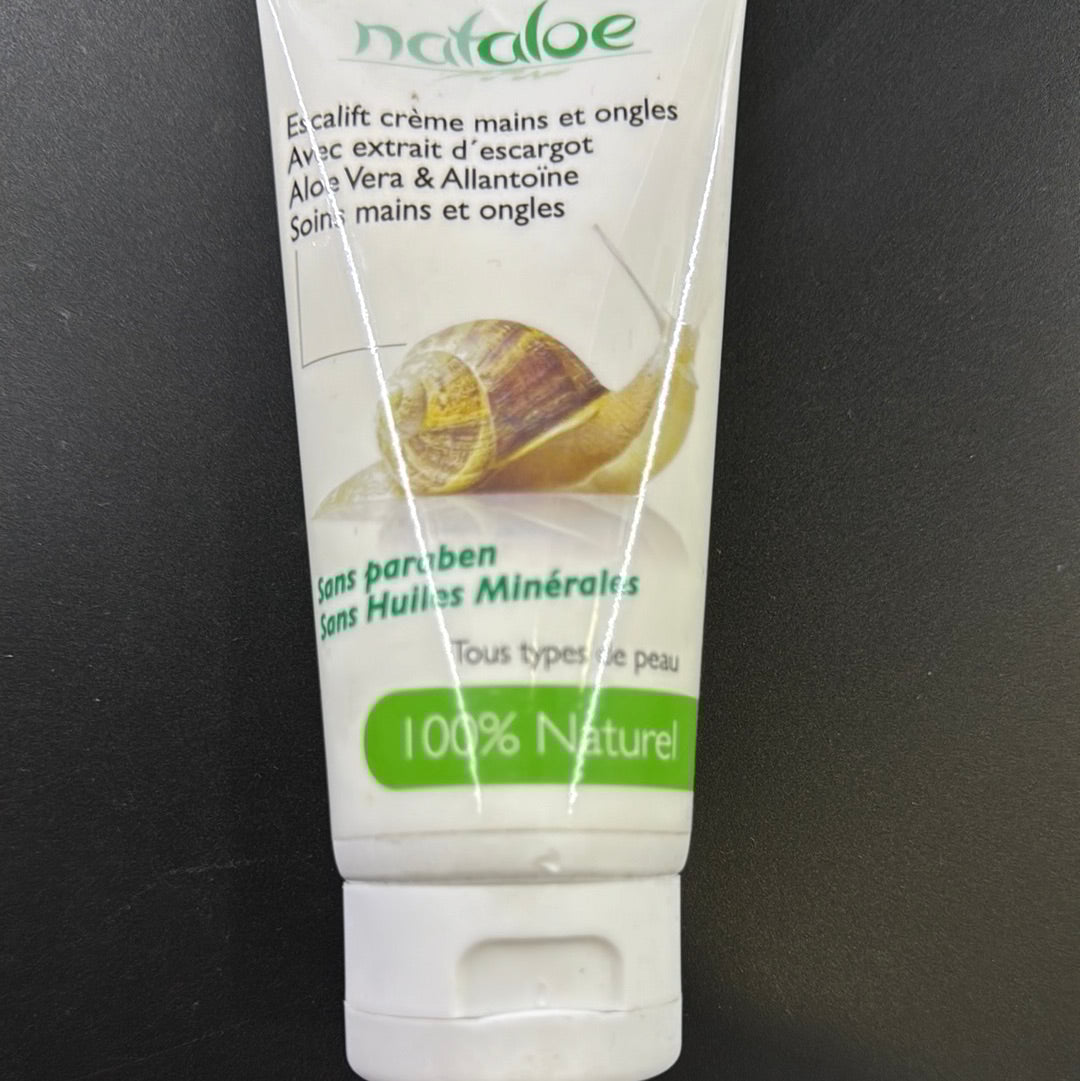 nataloe
Escalift crème mains et ongles
Avec extrait d´escargot
Aloe Vera & Allantoïne
Soins mains et ongles
Sans paraben
Sans Huiles Minérales
Tous types de peau
100% Naturel